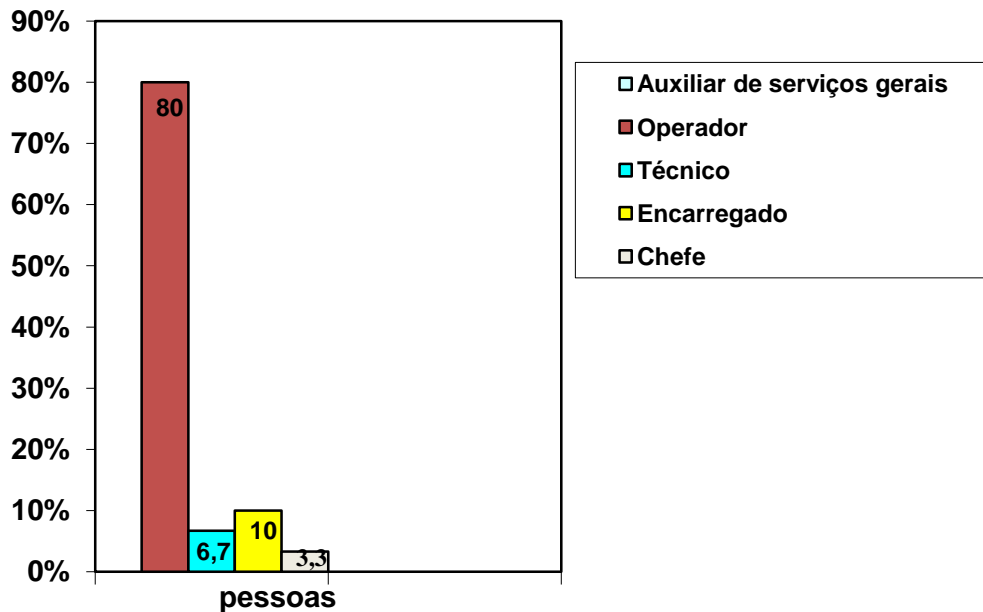 90%
80%
70%
60%
50%
40%
30%
20%
10%
0%
80
6,7
10
3,3
pessoas
Auxiliar de serviços gerais
Operador
Técnico
Encarregado
Chefe